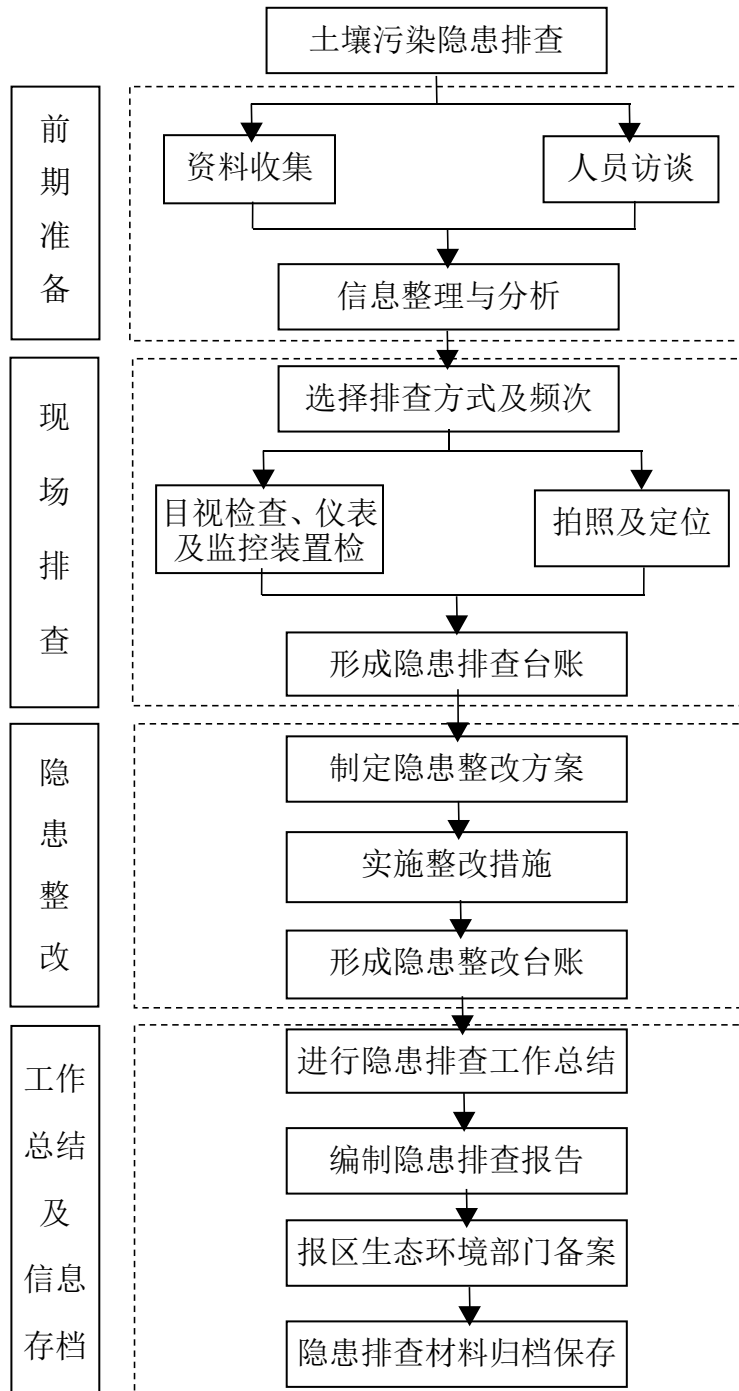 土壤污染隐患排查
前
期
准
备
资料收集
人员访谈
信息整理与分析
现
场
排
查
选择排查方式及频次
目视检查、仪表
及监控装置检
拍照及定位
形成隐患排查台账
隐
患
整
改
制定隐患整改方案
实施整改措施
形成隐患整改台账
工作
总结
及
信息
存档
进行隐患排查工作总结
编制隐患排查报告
报区生态环境部门备案
隐患排查材料归档保存